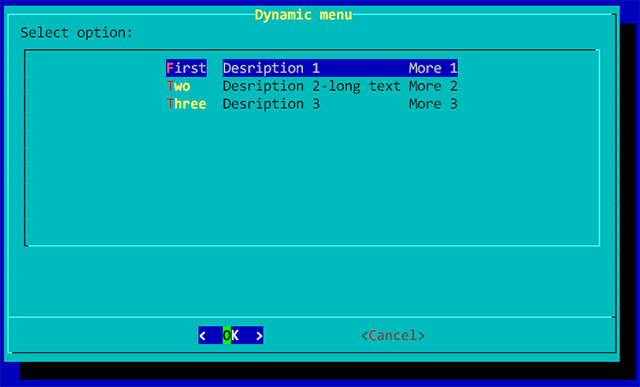 Dynamic menu
Select option:
First Desription 1 More 1
Two Desription 2-long text More 2
Three Desription 3 More 3
< OK > <Cancel>